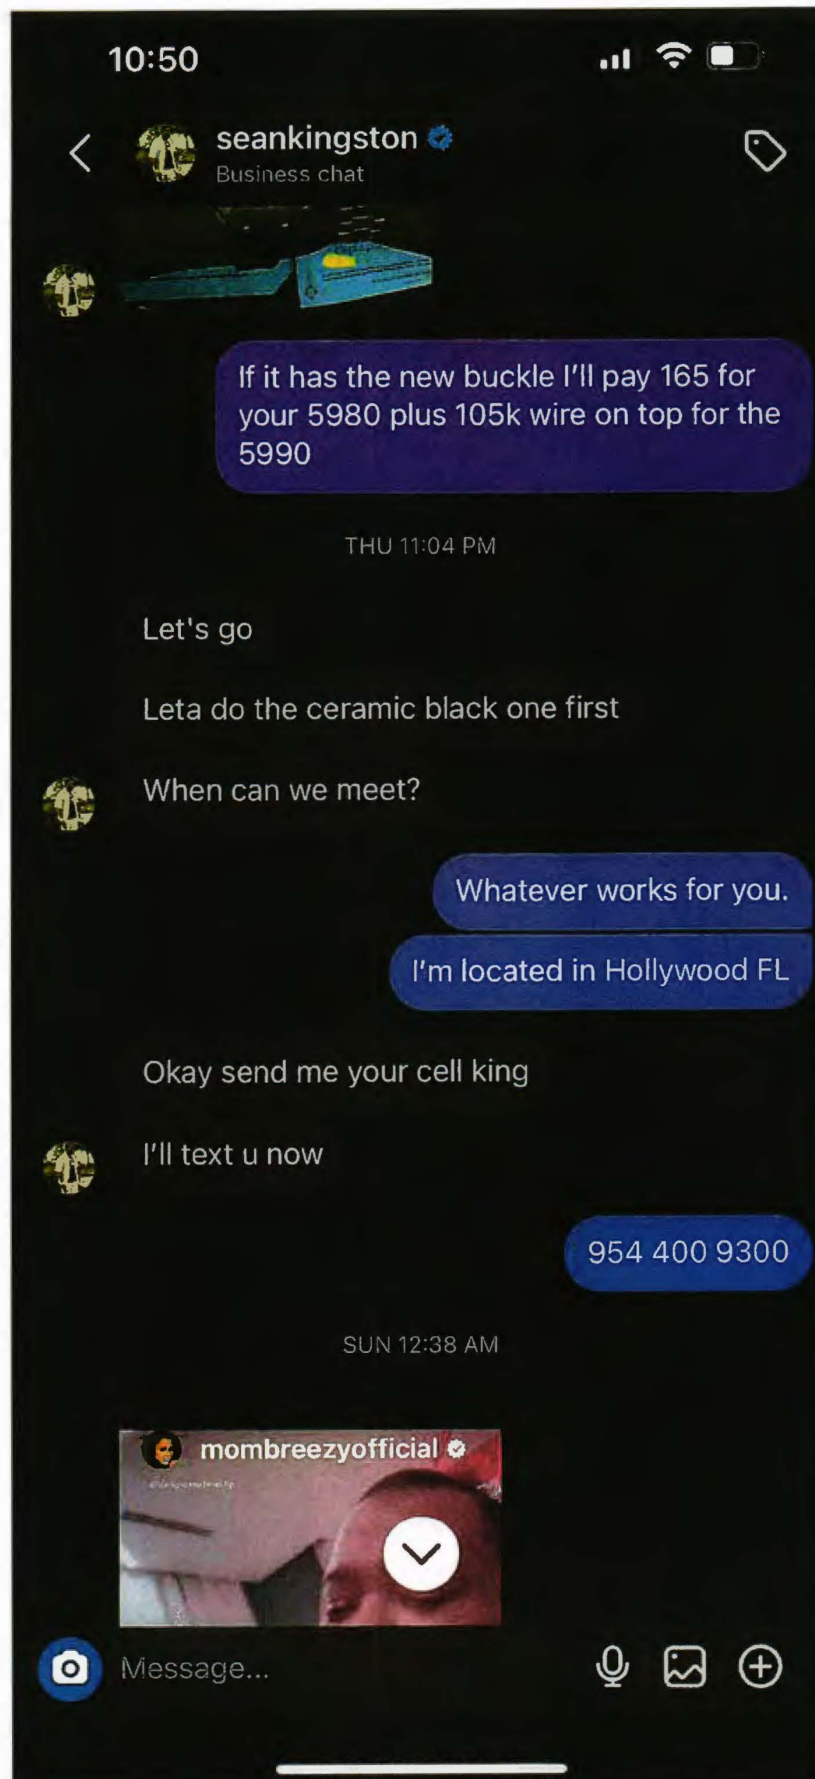 10:50
seankingston
Business chat
If it has the new buckle I'll pay 165 for
your 5980 plus 105k wire on top for the
5990
THU 11:04 PM
Let's go
Leta do the ceramic black one first
When can we meet?
Whatever works for you.
I'm located in Hollywood FL
Okay send me your cell king
I'll text u now
954 400 9300
SUN 12:38 AM
mombreezyofficial
Message...